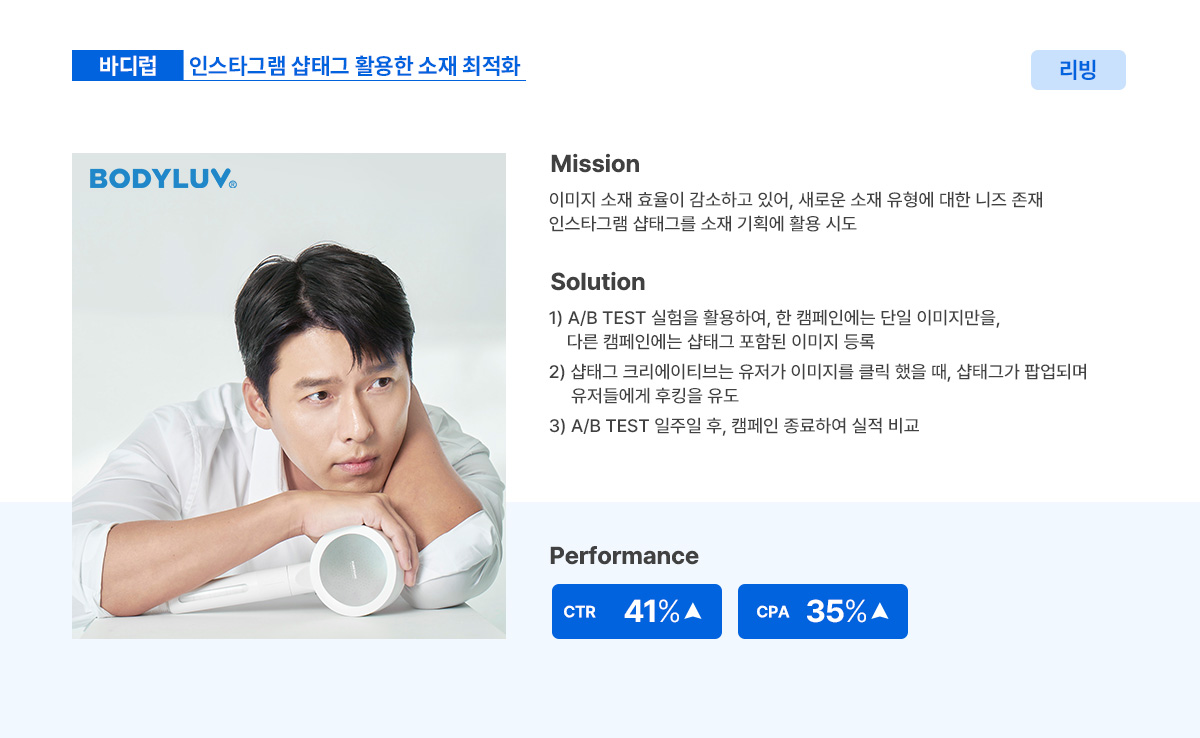 바디럽 인스타그램 샵태그 활용한 소재 최적화
리빙
BODYLUV®
Mission
이미지 소재 효율이 감소하고 있어, 새로운 소재 유형에 대한 니즈 존재
인스타그램 샵태그를 소재 기획에 활용 시도
Solution
1) A/B TEST 실험을 활용하여, 한 캠페인에는 단일 이미지만을,
다른 캠페인에는 샵태그 포함된 이미지 등록
2) 샵태그 크리에이티브는 유저가 이미지를 클릭 했을 때, 샵태그가 팝업되며
유저들에게 후킹을 유도
3) A/B TEST 일주일 후, 캠페인 종료하여 실적 비교
Performance
CTR 41%▲
CPA 35%▲